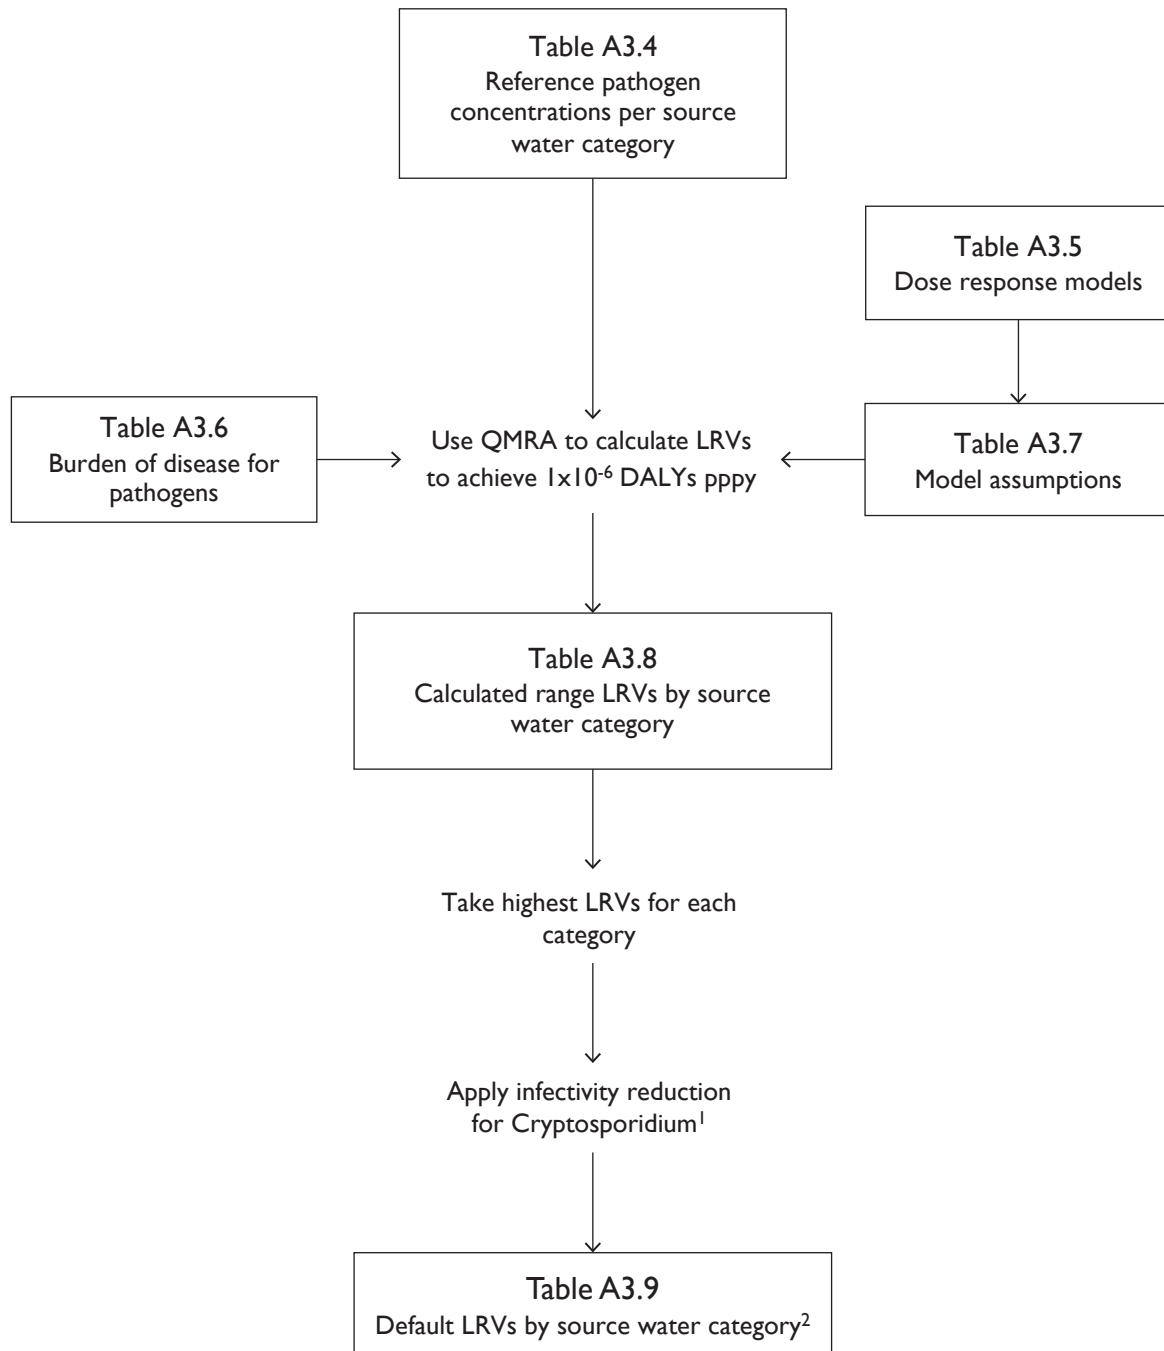 Table A3.4
Reference pathogen
concentrations per source
water category
Table A3.5
Dose response models
Table A3.6
Burden of disease for
pathogens
Use QMRA to calculate LRVs
to achieve 1x10⁻⁶ DALYs pppy
Table A3.7
Model assumptions
Table A3.8
Calculated range LRVs by source
water category
Take highest LRVs for each
category
Apply infectivity reduction
for Cryptosporidium¹
Table A3.9
Default LRVs by source water category²